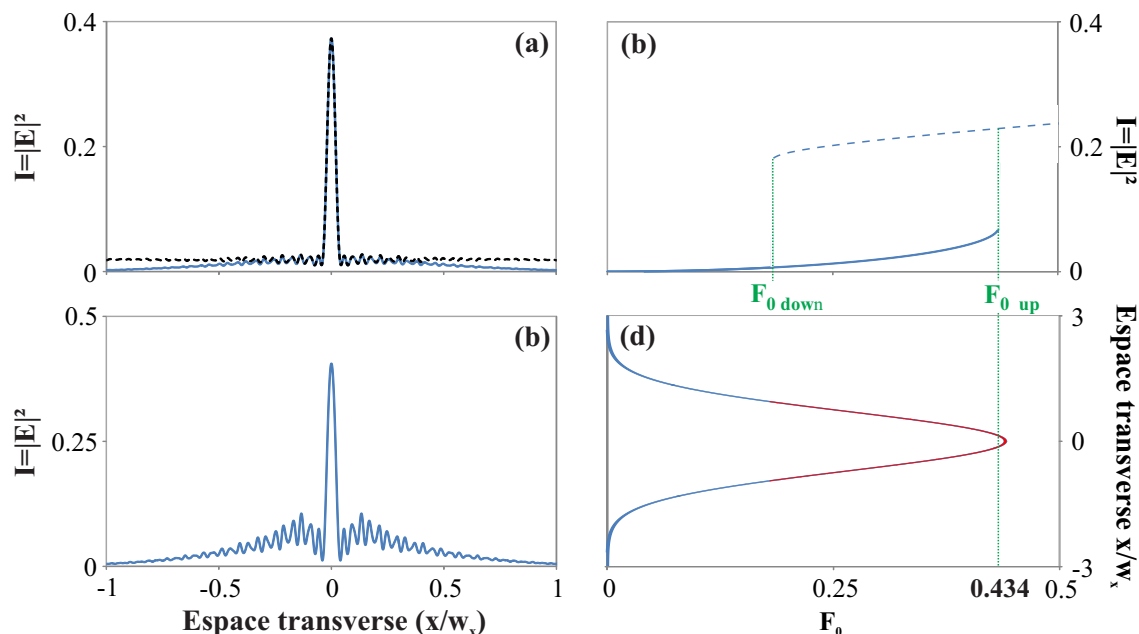 0.4
(a)
0.2
0
I=|E|²
(b)
0.4
0.2
0
I=|E|²
F₀ down
F₀ up
0.5
(b)
0.25
0
I=|E|²
-1
-0.5
0
0.5
1
Espace transverse (x/wₓ)
(d)
3
0
-3
Espace transverse x/wₓ
0
0.25
0.434
0.5
F₀